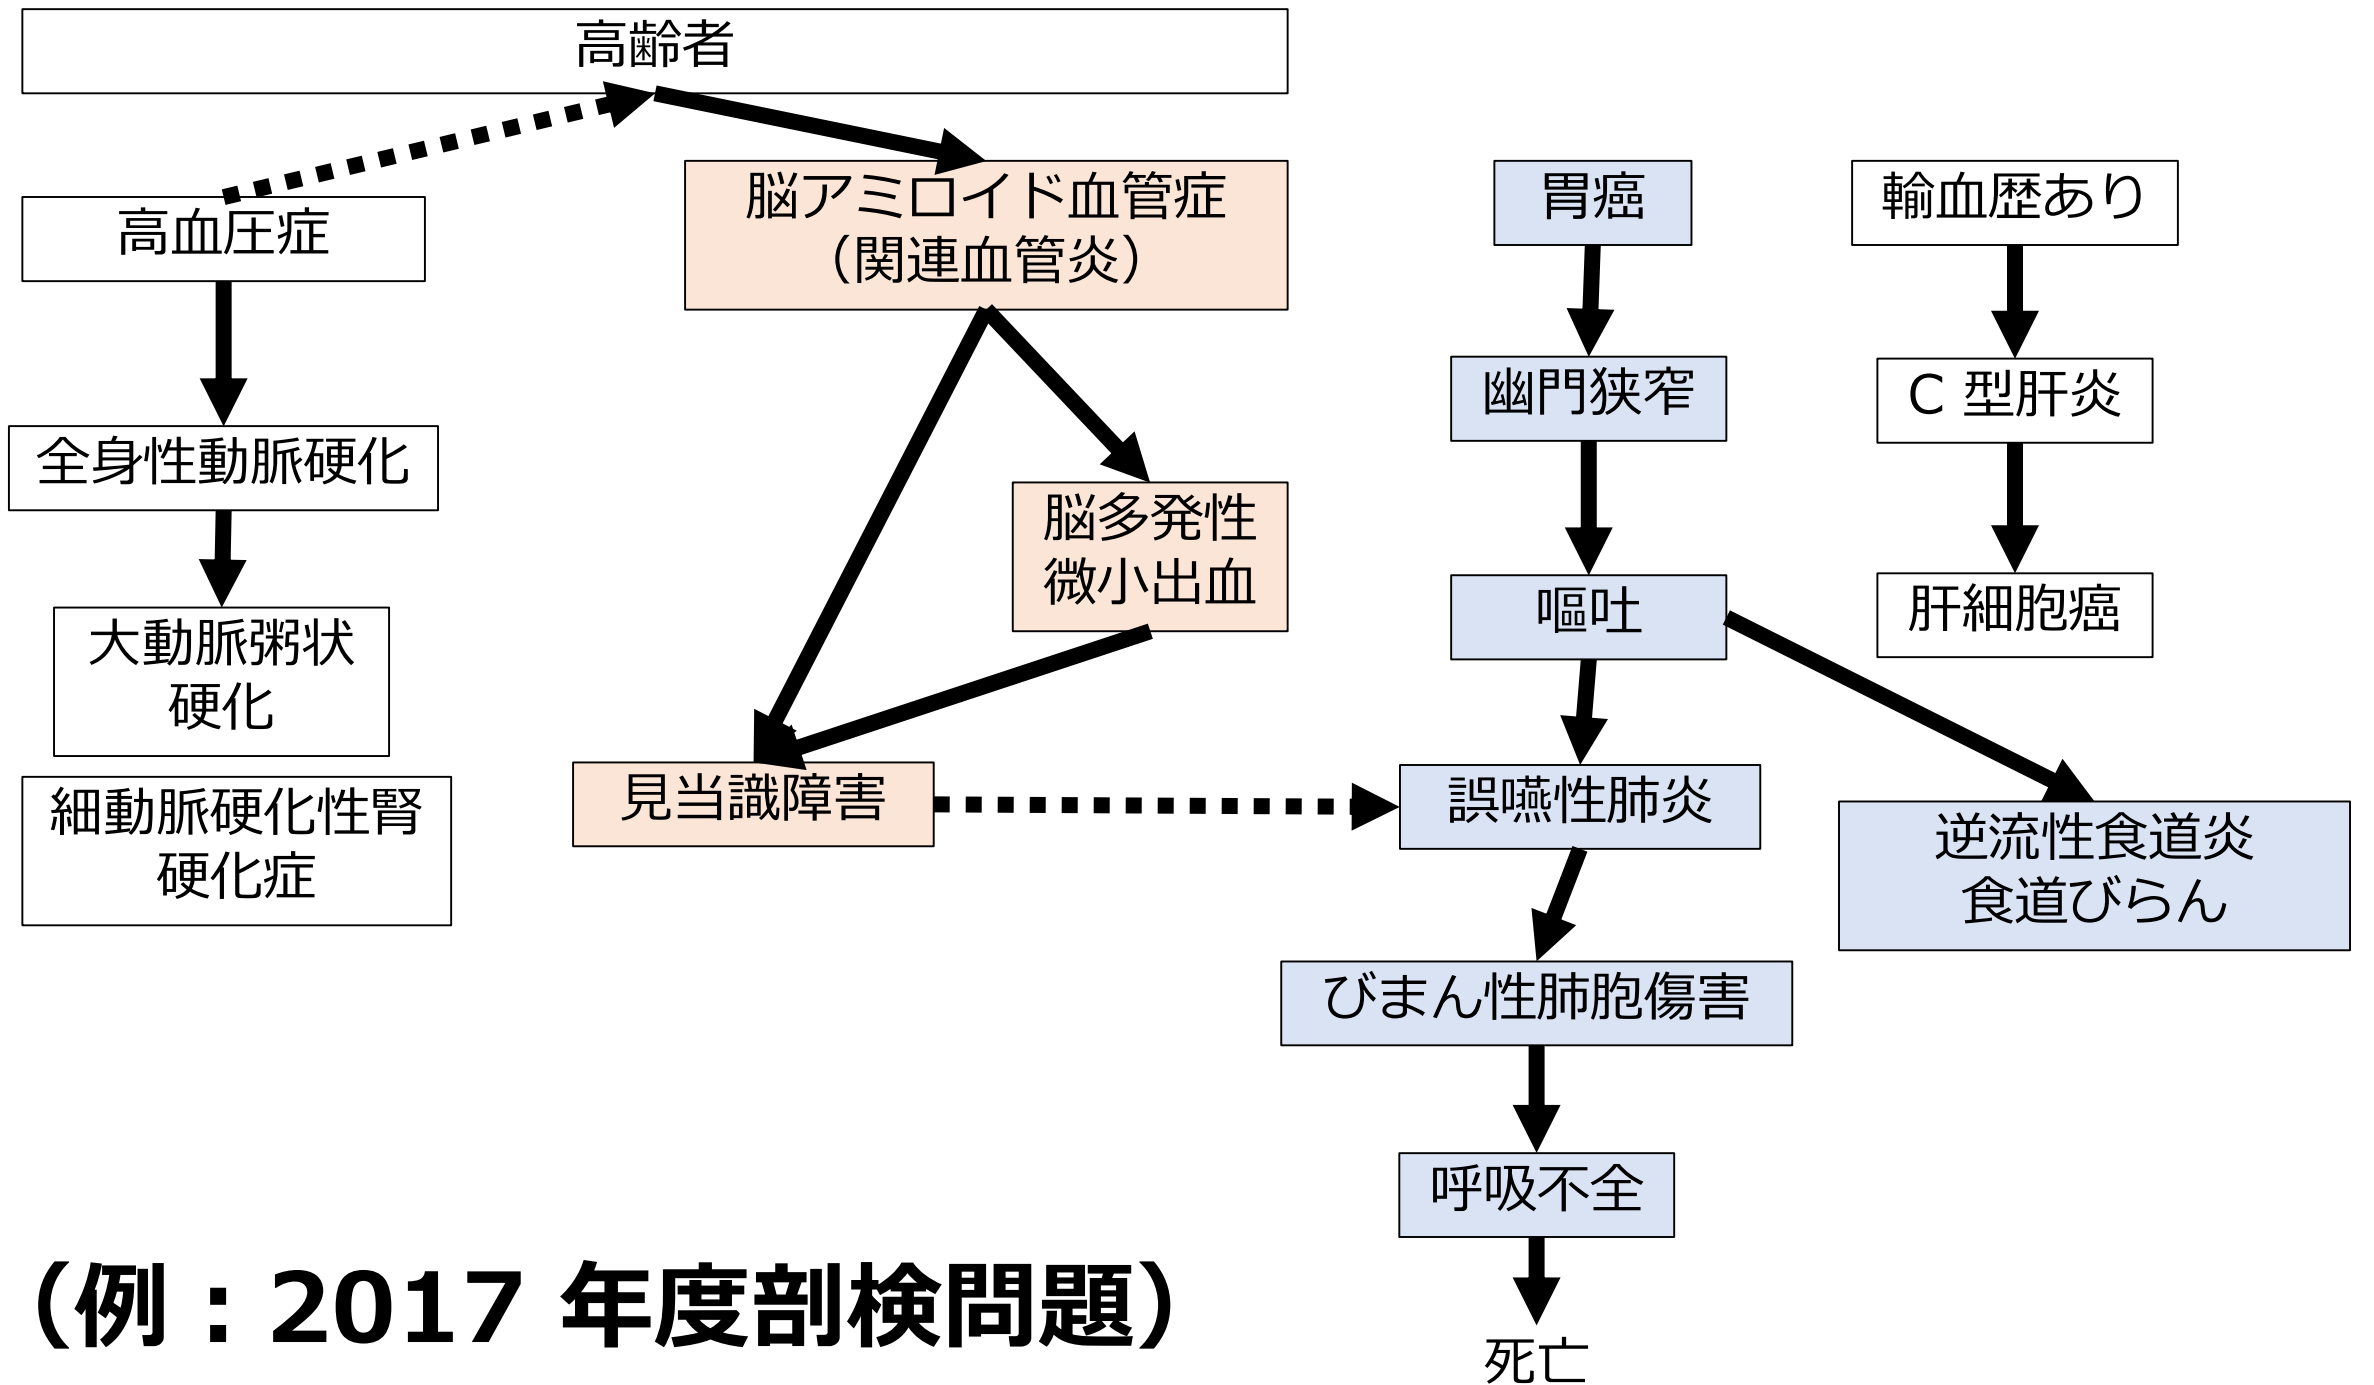 高齢者
高血圧症
脳アミロイド血管症
（関連血管炎）
胃癌
輸血歴あり
幽門狭窄
C 型肝炎
全身性動脈硬化
脳多発性
微小出血
嘔吐
肝細胞癌
大動脈粥状
硬化
見当識障害
誤嚥性肺炎
細動脈硬化性腎
硬化症
逆流性食道炎
食道びらん
びまん性肺胞傷害
呼吸不全
（例：2017 年度剖検問題）
死亡